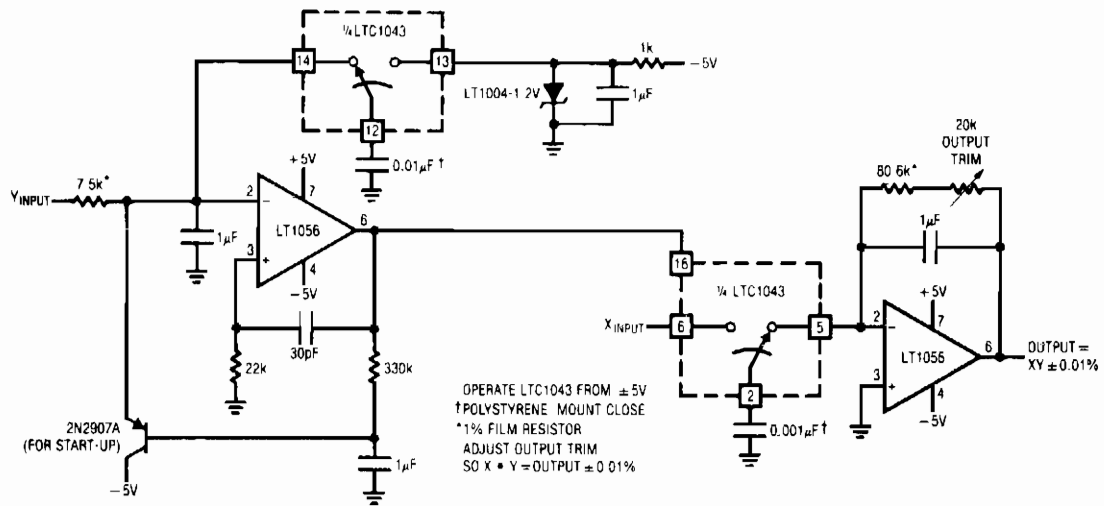 ¼LTC1043
14
13
12
1k
−5V
LT1004-1 2V
1µF
0.01µF †
YINPUT
7 5k*
+5V
2
7
6
LT1056
3
4
−5V
1µF
30pF
22k
330k
2N2907A
(FOR START-UP)
−5V
1µF
OPERATE LTC1043 FROM ±5V
†POLYSTYRENE MOUNT CLOSE
*1% FILM RESISTOR
ADJUST OUTPUT TRIM
SO X • Y = OUTPUT ± 0 01%
16
¼ LTC1043
XINPUT
6
5
2
0.001µF †
20k
OUTPUT
TRIM
80 6k*
1µF
+5V
2
7
6
LT1056
3
4
−5V
OUTPUT =
XY ± 0.01%